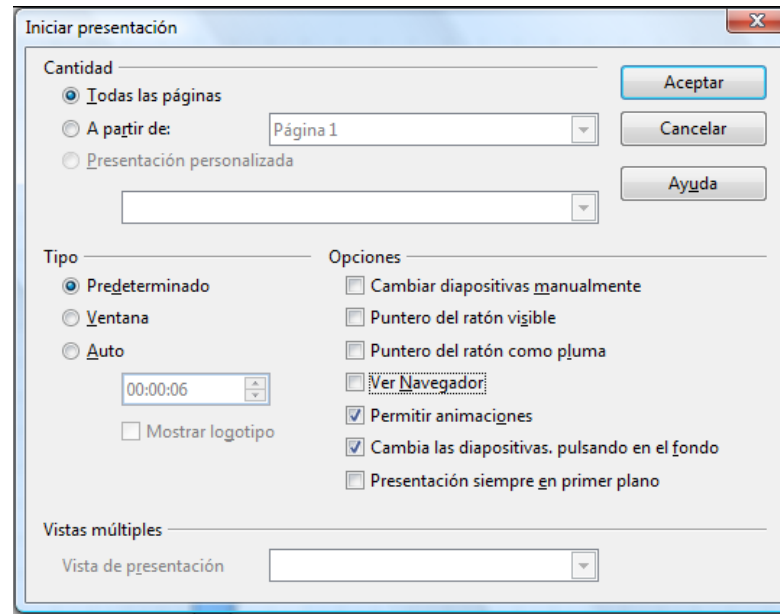 Iniciar presentación
Cantidad
Todas las páginas
A partir de:
Página 1
Presentación personalizada
Aceptar
Cancelar
Ayuda
Tipo
Predeterminado
Ventana
Auto
00:00:06
Mostrar logotipo
Opciones
Cambiar diapositivas manualmente
Puntero del ratón visible
Puntero del ratón como pluma
Ver Navegador
Permitir animaciones
Cambia las diapositivas. pulsando en el fondo
Presentación siempre en primer plano
Vistas múltiples
Vista de presentación